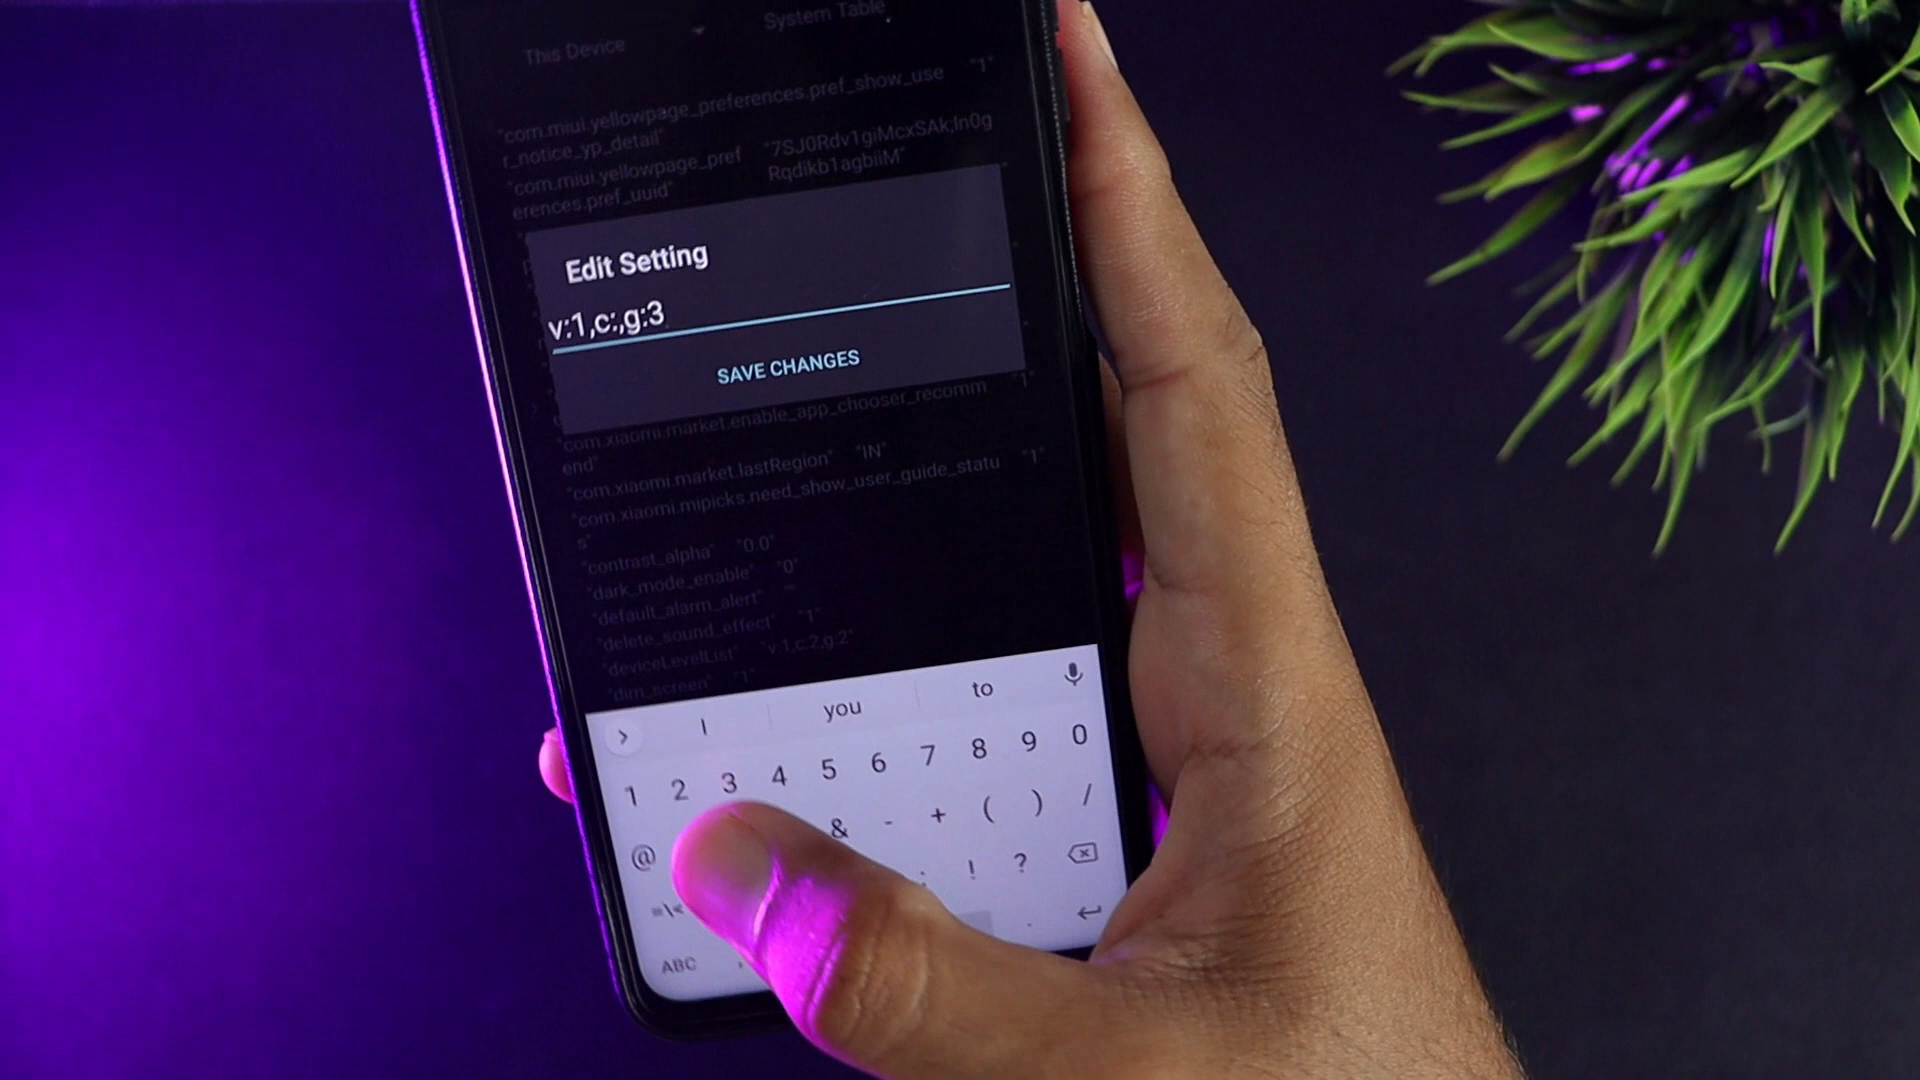 This Device
System Table
"com.miui.yellowpage_preferences.pref_show_use "1"
r_notice_yp_detail"
"com.miui.yellowpage_pref "7SJ0Rdv1giMcxSAk;ln0g
erences.pref_uuid" Rqdikb1agbiiM"
Edit Setting
v:1,c:,g:3
SAVE CHANGES
"com.xiaomi.market.enable_app_chooser_recomm "1"
end"
"com.xiaomi.market.lastRegion" "IN"
"com.xiaomi.mipicks.need_show_user_guide_statu "1"
s"
"contrast_alpha" "0.0"
"dark_mode_enable" "0"
"default_alarm_alert" ""
"delete_sound_effect" "1"
"deviceLevelList" "v:1,c:2,g:2"
"dim_screen" "1"
I you to
1 2 3 4 5 6 7 8 9 0
@ & - + ( ) /
=\< ! ?
ABC , .